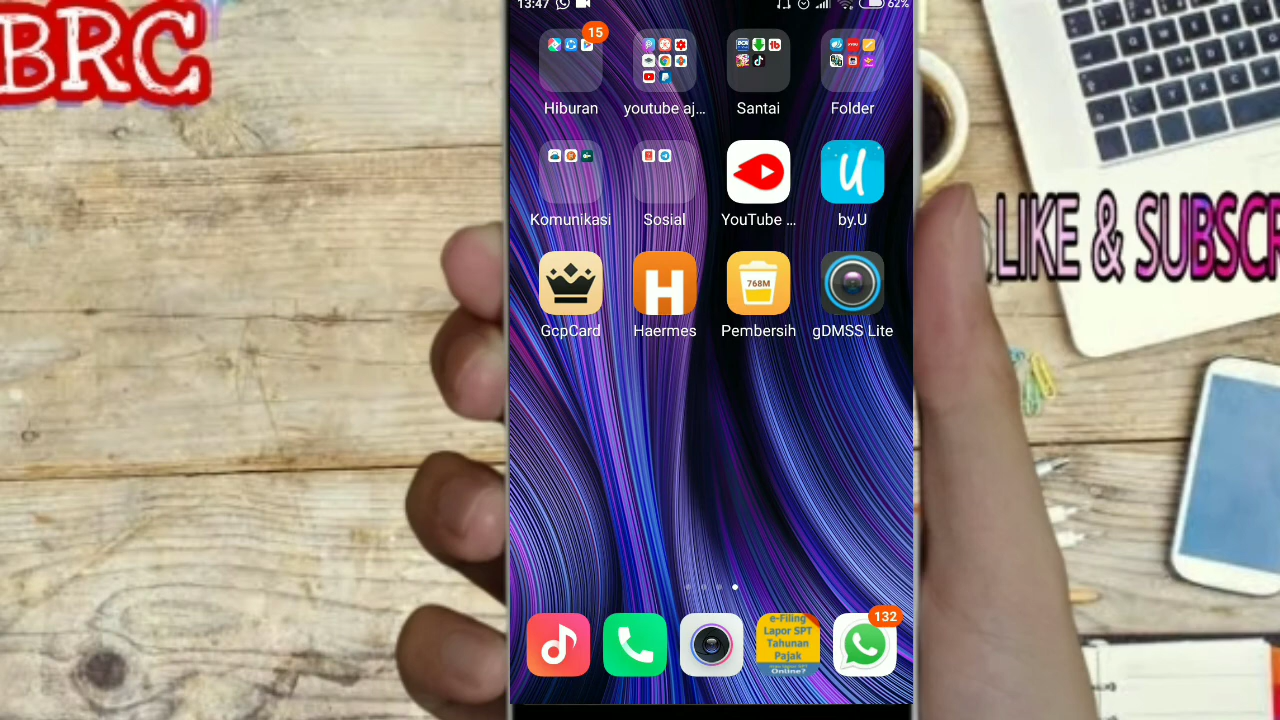 BRC
13:47
62%
15
Hiburan
youtube aj...
Santai
Folder
Komunikasi
Sosial
YouTube ...
by.U
LIKE & SUBSCR
768M
GcpCard
Haermes
Pembersih
gDMSS Lite
e-Filing
Lapor SPT
Tahunan
Pajak
Online?
132